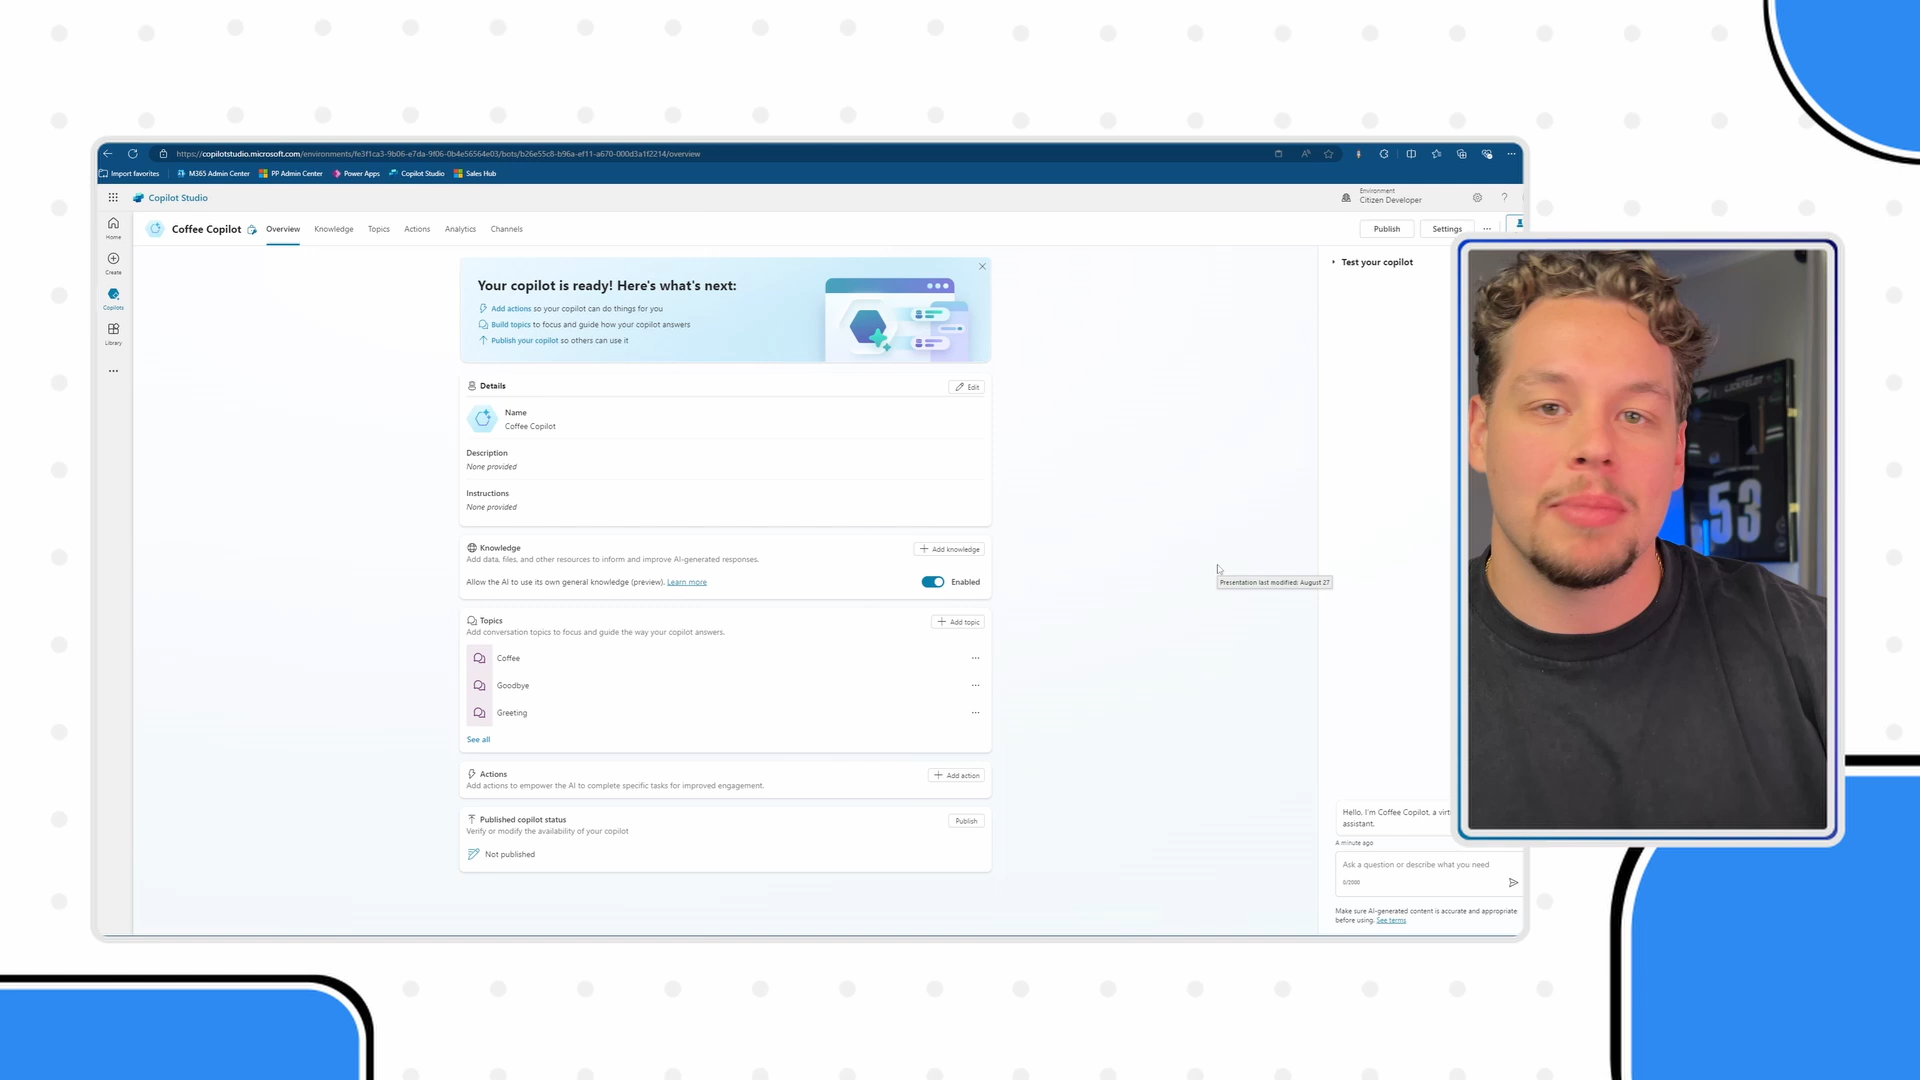 https://copilotstudio.microsoft.com/environments/fe3f1ca3-9b06-e7da-9f06-0b4e56564e03/bots/b26e55c8-b96a-ef11-a670-000d3a1f2214/overview
Import favorites
M365 Admin Center
PP Admin Center
Power Apps
Copilot Studio
Sales Hub
Copilot Studio
Environment
Citizen Developer
Home
Create
Copilots
Library
Coffee Copilot
Overview
Knowledge
Topics
Actions
Analytics
Channels
Publish
Settings
Your copilot is ready! Here's what's next:
Add actions so your copilot can do things for you
Build topics to focus and guide how your copilot answers
Publish your copilot so others can use it
Details
Edit
Name
Coffee Copilot
Description
None provided
Instructions
None provided
Knowledge
Add knowledge
Add data, files, and other resources to inform and improve AI-generated responses.
Allow the AI to use its own general knowledge (preview). Learn more
Enabled
Topics
Add topic
Add conversation topics to focus and guide the way your copilot answers.
Coffee
Goodbye
Greeting
See all
Actions
Add action
Add actions to empower the AI to complete specific tasks for improved engagement.
Published copilot status
Publish
Verify or modify the availability of your copilot
Not published
Presentation last modified: August 27
Test your copilot
Hello, I'm Coffee Copilot, a virt
assistant.
A minute ago
Ask a question or describe what you need
0/2000
Make sure AI-generated content is accurate and appropriate
before using. See terms
53